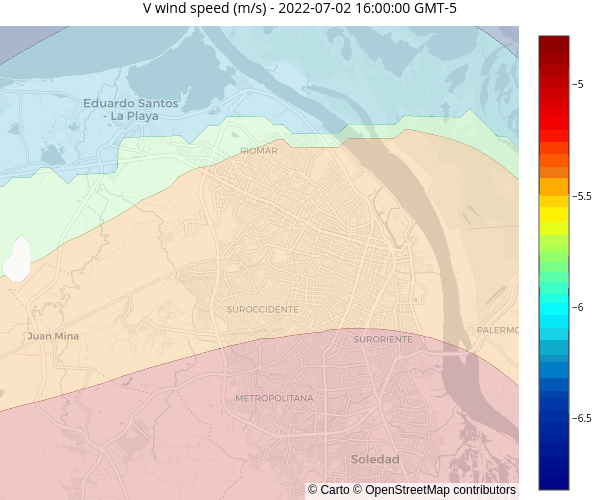 V wind speed (m/s) - 2022-07-02 16:00:00 GMT-5
Eduardo Santos
- La Playa
RIOMAR
SUROCCIDENTE
PALERMO
Juan Mina
SURORIENTE
METROPOLITANA
Soledad
© Carto © OpenStreetMap contributors
−5
−5.5
−6
−6.5